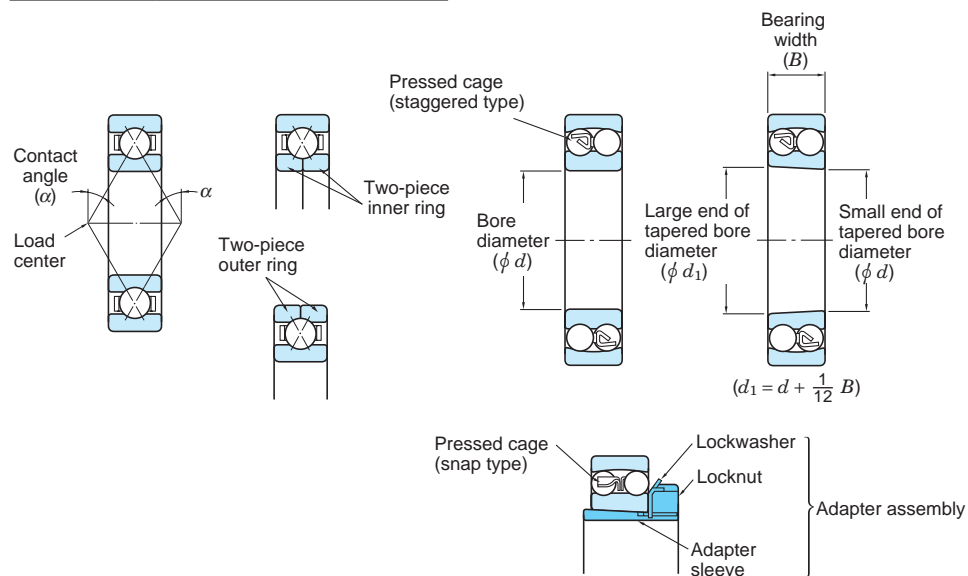 Contact
angle
(α)
α
Load
center
Two-piece
inner ring
Two-piece
outer ring
Pressed cage
(staggered type)
Bore
diameter
(ϕ d)
Bearing
width
(B)
Large end of
tapered bore
diameter
(ϕ d₁)
Small end of
tapered bore
diameter
(ϕ d)
(d₁ = d + 1/12 B)
Pressed cage
(snap type)
Lockwasher
Locknut
Adapter assembly
Adapter
sleeve